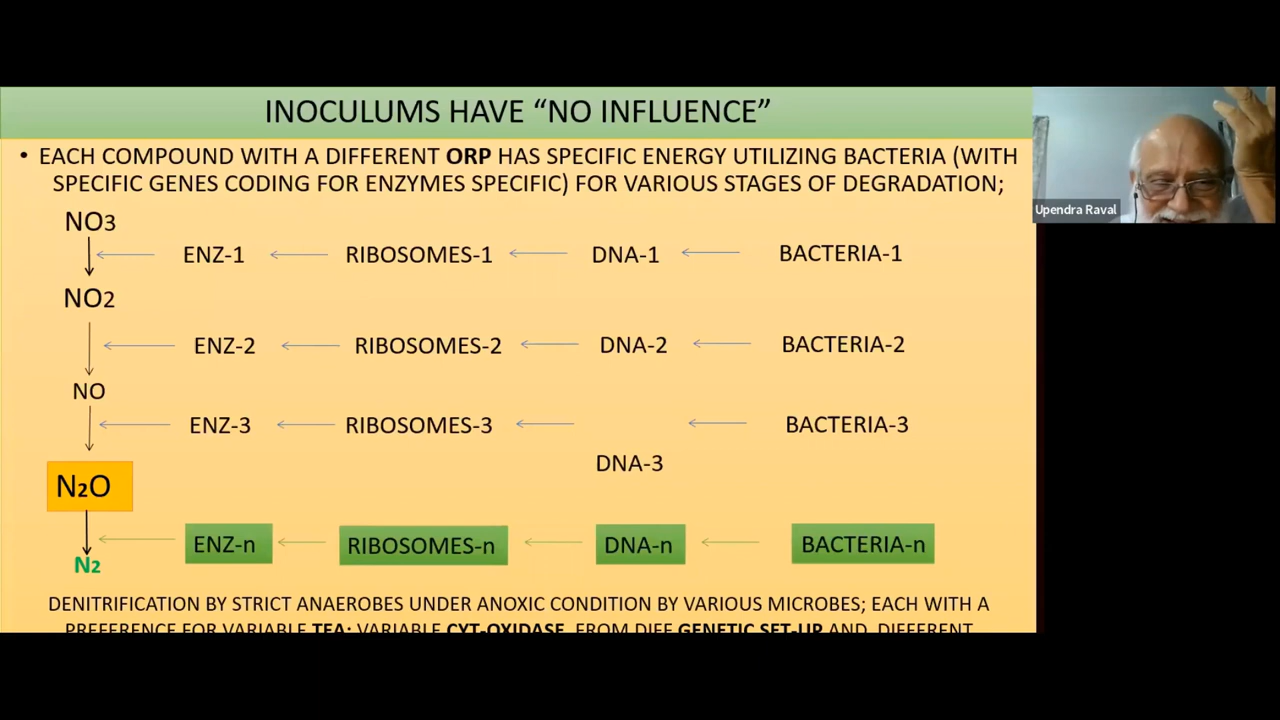 INOCULUMS HAVE “NO INFLUENCE”
• EACH COMPOUND WITH A DIFFERENT ORP HAS SPECIFIC ENERGY UTILIZING BACTERIA (WITH
SPECIFIC GENES CODING FOR ENZYMES SPECIFIC) FOR VARIOUS STAGES OF DEGRADATION;
Upendra Raval
NO3
ENZ-1 RIBOSOMES-1 DNA-1 BACTERIA-1
NO2
ENZ-2 RIBOSOMES-2 DNA-2 BACTERIA-2
NO
ENZ-3 RIBOSOMES-3 BACTERIA-3
DNA-3
N2O
ENZ-n RIBOSOMES-n DNA-n BACTERIA-n
N2
DENITRIFICATION BY STRICT ANAEROBES UNDER ANOXIC CONDITION BY VARIOUS MICROBES; EACH WITH A
PREFERENCE FOR VARIABLE TEA; VARIABLE CYT-OXIDASE FROM DIFF GENETIC SET-UP AND DIFFERENT